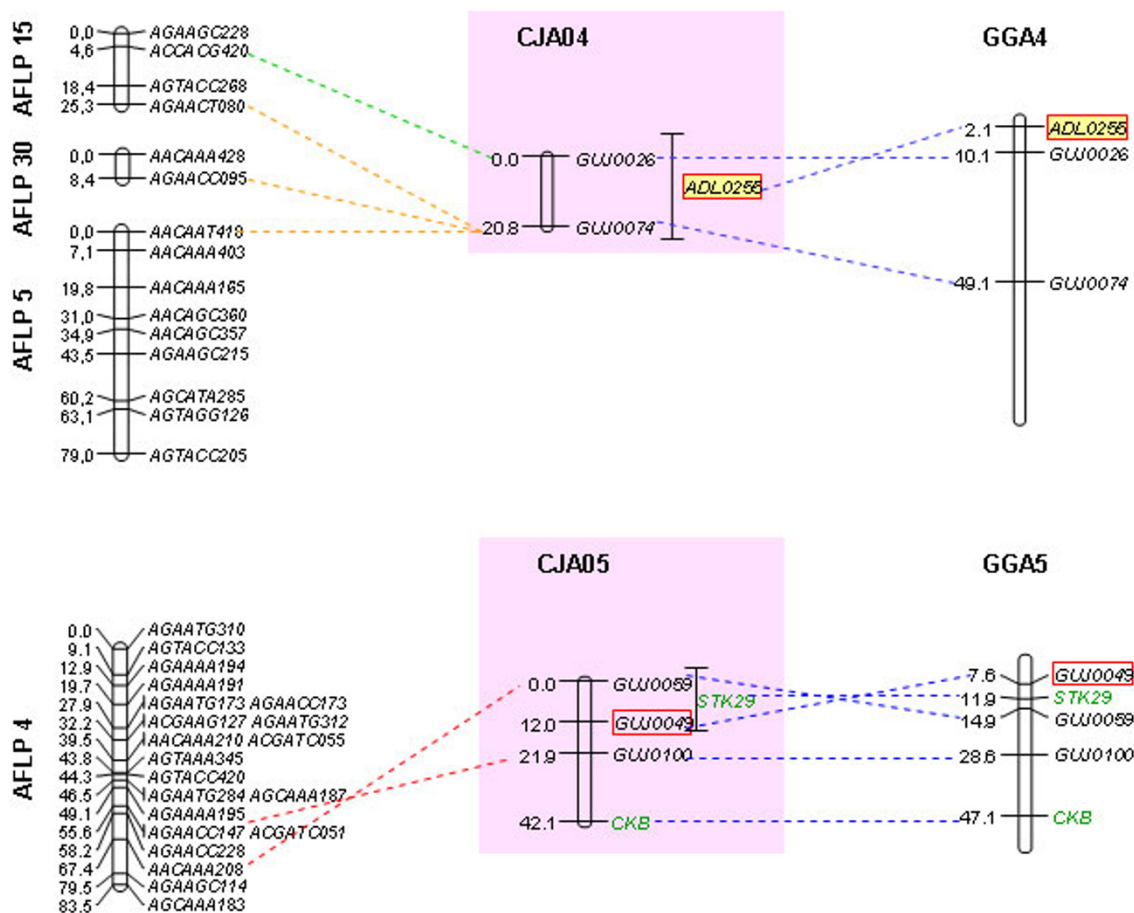 AFLP 15
0,0 AGAAGC228
4,6 ACCACG420
18,4 AGTACC268
25,3 AGAACT080
AFLP 30
0,0 AACAAA428
8,4 AGAACC095
AFLP 5
0,0 AACAAT418
7,1 AACAAA403
19,8 AACAAA165
31,0 AACAGC360
34,9 AACAGC357
43,5 AGAAGC215
60,2 AGCATA285
63,1 AGTAGG126
79,0 AGTACC205
CJA04
0.0 GUJ0026
ADL0255
20.8 GUJ0074
GGA4
2.1 ADL0255
10.1 GUJ0026
49.1 GUJ0074
AFLP 4
0.0 AGAATG310
9.1 AGTACC133
12.9 AGAAAA194
19.7 AGAAAA191
27.9 AGAATG173 AGAACC173
32.2 ACGAAG127 AGAATG312
39.5 AACAAA210 ACGATC055
43.8 AGTAAA345
44.3 AGTACC420
46.5 AGAATG284 AGCAAA187
49.1 AGAAAA195
55.6 AGAACC147 ACGATC051
58.2 AGAACC228
67.4 AACAAA208
79.5 AGAAGC114
83.5 AGCAAA183
CJA05
0.0 GUJ0059
STK29
12.0 GUJ0049
21.9 GUJ0100
42.1 CKB
GGA5
7.6 GUJ0049
11.9 STK29
14.9 GUJ0059
28.6 GUJ0100
47.1 CKB